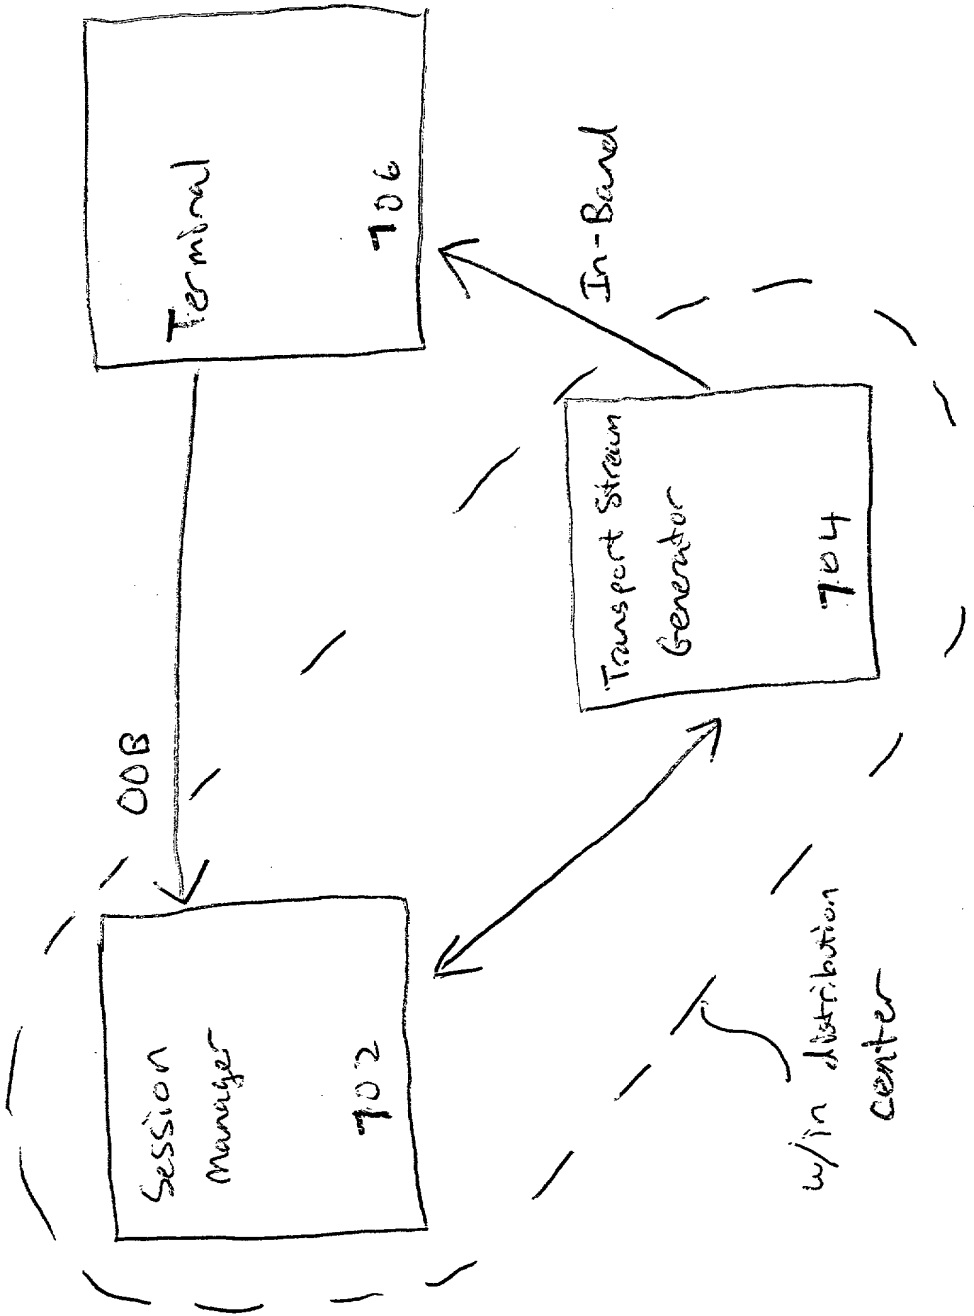 Session
Manager
702
OOB
Terminal
706
Transport Stream
Generator
704
In-Band
w/in distribution
center